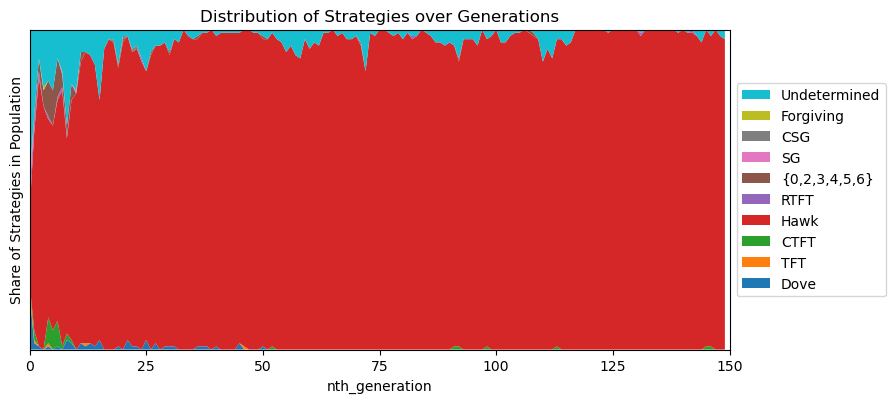 Distribution of Strategies over Generations
Share of Strategies in Population
Undetermined
Forgiving
CSG
SG
{0,2,3,4,5,6}
RTFT
Hawk
CTFT
TFT
Dove
0 25 50 75 100 125 150
nth_generation